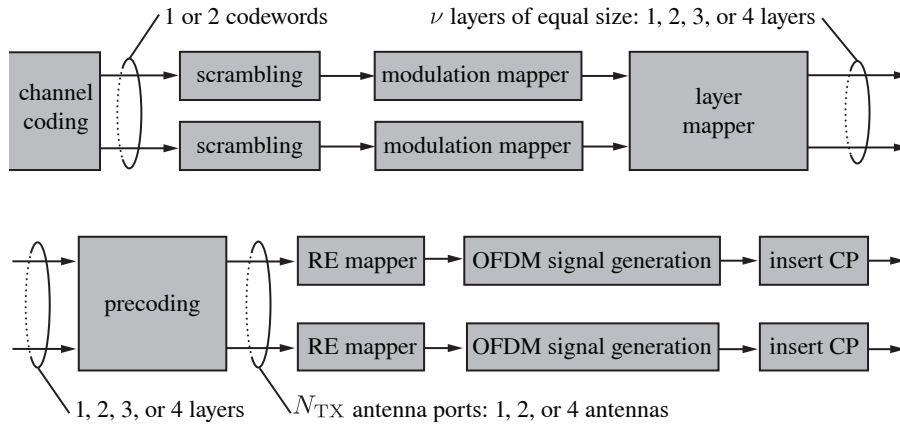 1 or 2 codewords
ν layers of equal size: 1, 2, 3, or 4 layers
channel
coding
scrambling
modulation mapper
layer
mapper
scrambling
modulation mapper
precoding
RE mapper
OFDM signal generation
insert CP
RE mapper
OFDM signal generation
insert CP
1, 2, 3, or 4 layers
N_TX antenna ports: 1, 2, or 4 antennas